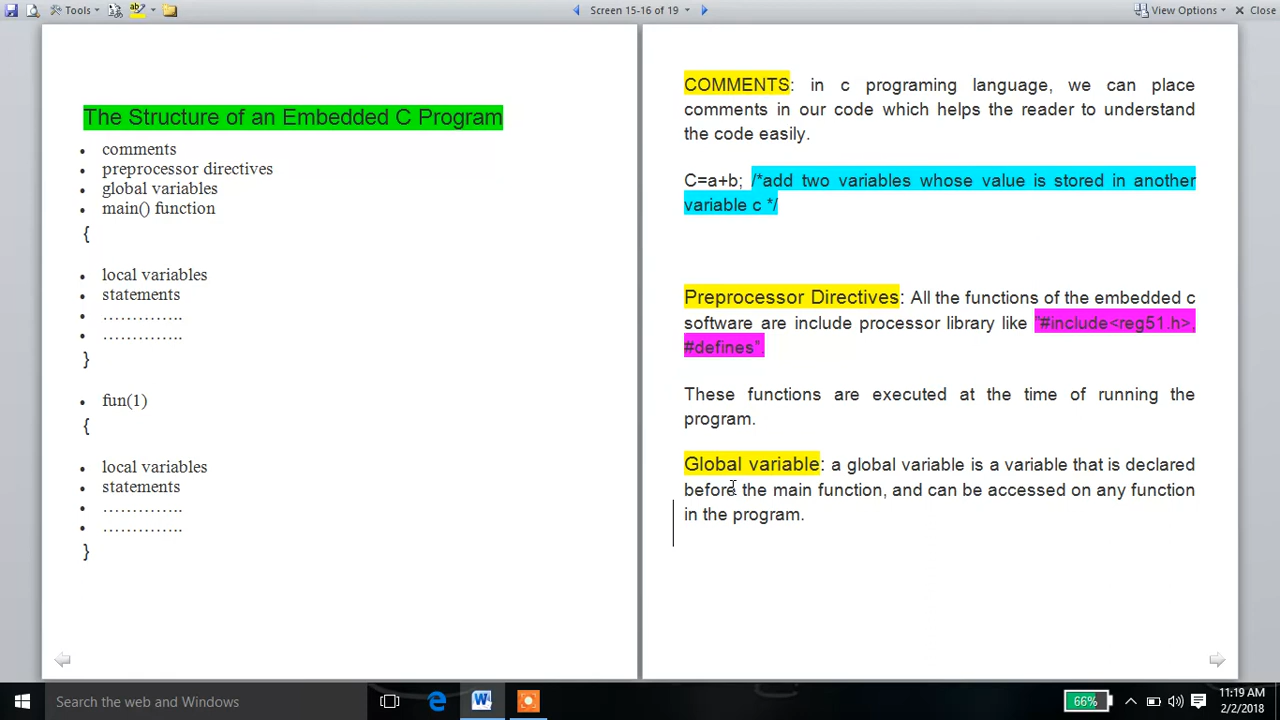 Tools
Screen 15-16 of 19
View Options
Close
The Structure of an Embedded C Program
• comments
• preprocessor directives
• global variables
• main() function
{
• local variables
• statements
• …………..
• …………..
}
• fun(1)
{
• local variables
• statements
• …………..
• …………..
}
COMMENTS: in c programing language, we can place
comments in our code which helps the reader to understand
the code easily.
C=a+b; /*add two variables whose value is stored in another
variable c */
Preprocessor Directives: All the functions of the embedded c
software are include processor library like "#include<reg51.h>,
#defines".
These functions are executed at the time of running the
program.
Global variable: a global variable is a variable that is declared
before the main function, and can be accessed on any function
in the program.
Search the web and Windows
66%
11:19 AM
2/2/2018